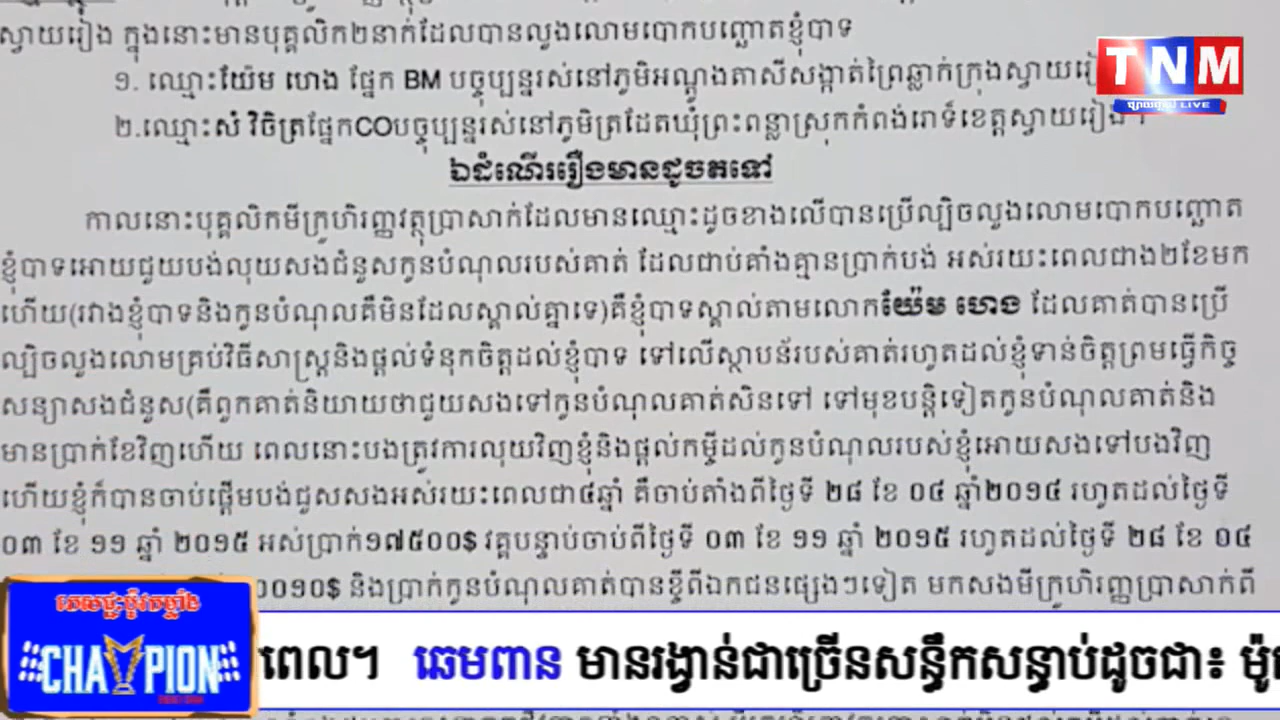 ស្វាយរៀង ក្នុងនោះមានបុគ្គលិក២នាក់ដែលបានលួងលោមបោកបញ្ឆោតខ្ញុំបាទ
១. ឈ្មោះយ៉ែម ហេង ផ្នែក BM បច្ចុប្បន្នរស់នៅភូមិអណ្តូងតាសីសង្កាត់ព្រៃឆ្លាក់ក្រុងស្វាយរៀ
TNM
ផ្សាយផ្ទាល់ LIVE
២.ឈ្មោះសំ វិចិត្រផ្នែកCOបច្ចុប្បន្នរស់នៅភូមិត្រដែតឃុំព្រះពន្លាស្រុកកំពង់រោទ៍ខេត្តស្វាយរៀង។
ឯដំណើររឿងមានដូចតទៅ
កាលនោះបុគ្គលិកមីក្រូហិរញ្ញវត្ថុប្រាសាក់ដែលមានឈ្មោះដូចខាងលើបានប្រើល្បិចលួងលោមបោកបញ្ឆោត
ខ្ញុំបាទអោយជួយបង់លុយសងជំនួសកូនបំណុលរបស់គាត់ ដែលជាប់គាំងគ្មានប្រាក់បង់ អស់រយះពេលជាង២ខែមក
ហើយ(រវាងខ្ញុំបាទនិងកូនបំណុលគឺមិនដែលស្គាល់គ្នាទេ)គឺខ្ញុំបាទស្គាល់តាមលោកយ៉ែម ហេង ដែលគាត់បានប្រើ
ល្បិចលួងលោមគ្រប់វិធីសាស្ត្រនិងផ្តល់ទំនុកចិត្តដល់ខ្ញុំបាទ ទៅលើស្ថាបន័របស់គាត់រហូតដល់ខ្ញុំទាន់ចិត្តព្រមធ្វើកិច្ច
សន្យាសងជំនួស(គឺពួកគាត់និយាយថាជួយសងទៅកូនបំណុលគាត់សិនទៅ ទៅមុខបន្តិទៀតកូនបំណុលគាត់និង
មានប្រាក់ខែវិញហើយ ពេលនោះបងត្រូវការលុយវិញខ្ញុំនិងផ្តល់កម្ចីដល់កូនបំណុលរបស់ខ្ញុំអោយសងទៅបងវិញ
ហើយខ្ញុំក៏បានចាប់ផ្តើមបង់ជួសសងអស់រយះពេលជា៤ឆ្នាំ គឺចាប់តាំងពីថ្ងៃទី ២៨ ខែ ០៤ ឆ្នាំ២០១៤ រហូតដល់ថ្ងៃទី
០៣ ខែ ១១ ឆ្នាំ ២០១៥ អស់ប្រាក់១៧៥០០$ វគ្គបន្ទាប់ចាប់ពីថ្ងៃទី ០៣ ខែ ១១ ឆ្នាំ ២០១៥ រហូតដល់ថ្ងៃទី ២៨ ខែ ០៤
០០១០$ និងប្រាក់កូនបំណុលគាត់បានខ្ចីពីឯកជនផ្សេងៗទៀត មកសងមីក្រូហិរញ្ញប្រាសាក់ពី
CHAMPION
ពេល។ ឆេមពាន មានរង្វាន់ជាច្រើនសន្ធឹកសន្ធាប់ដូចជា៖ ម៉ូ